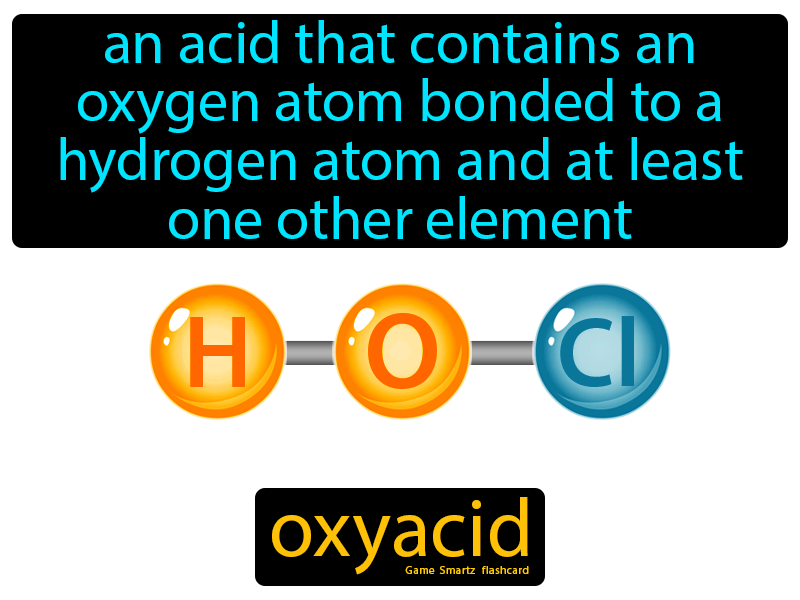 an acid that contains an
oxygen atom bonded to a
hydrogen atom and at least
one other element
H O Cl
oxyacid
Game Smartz flashcard